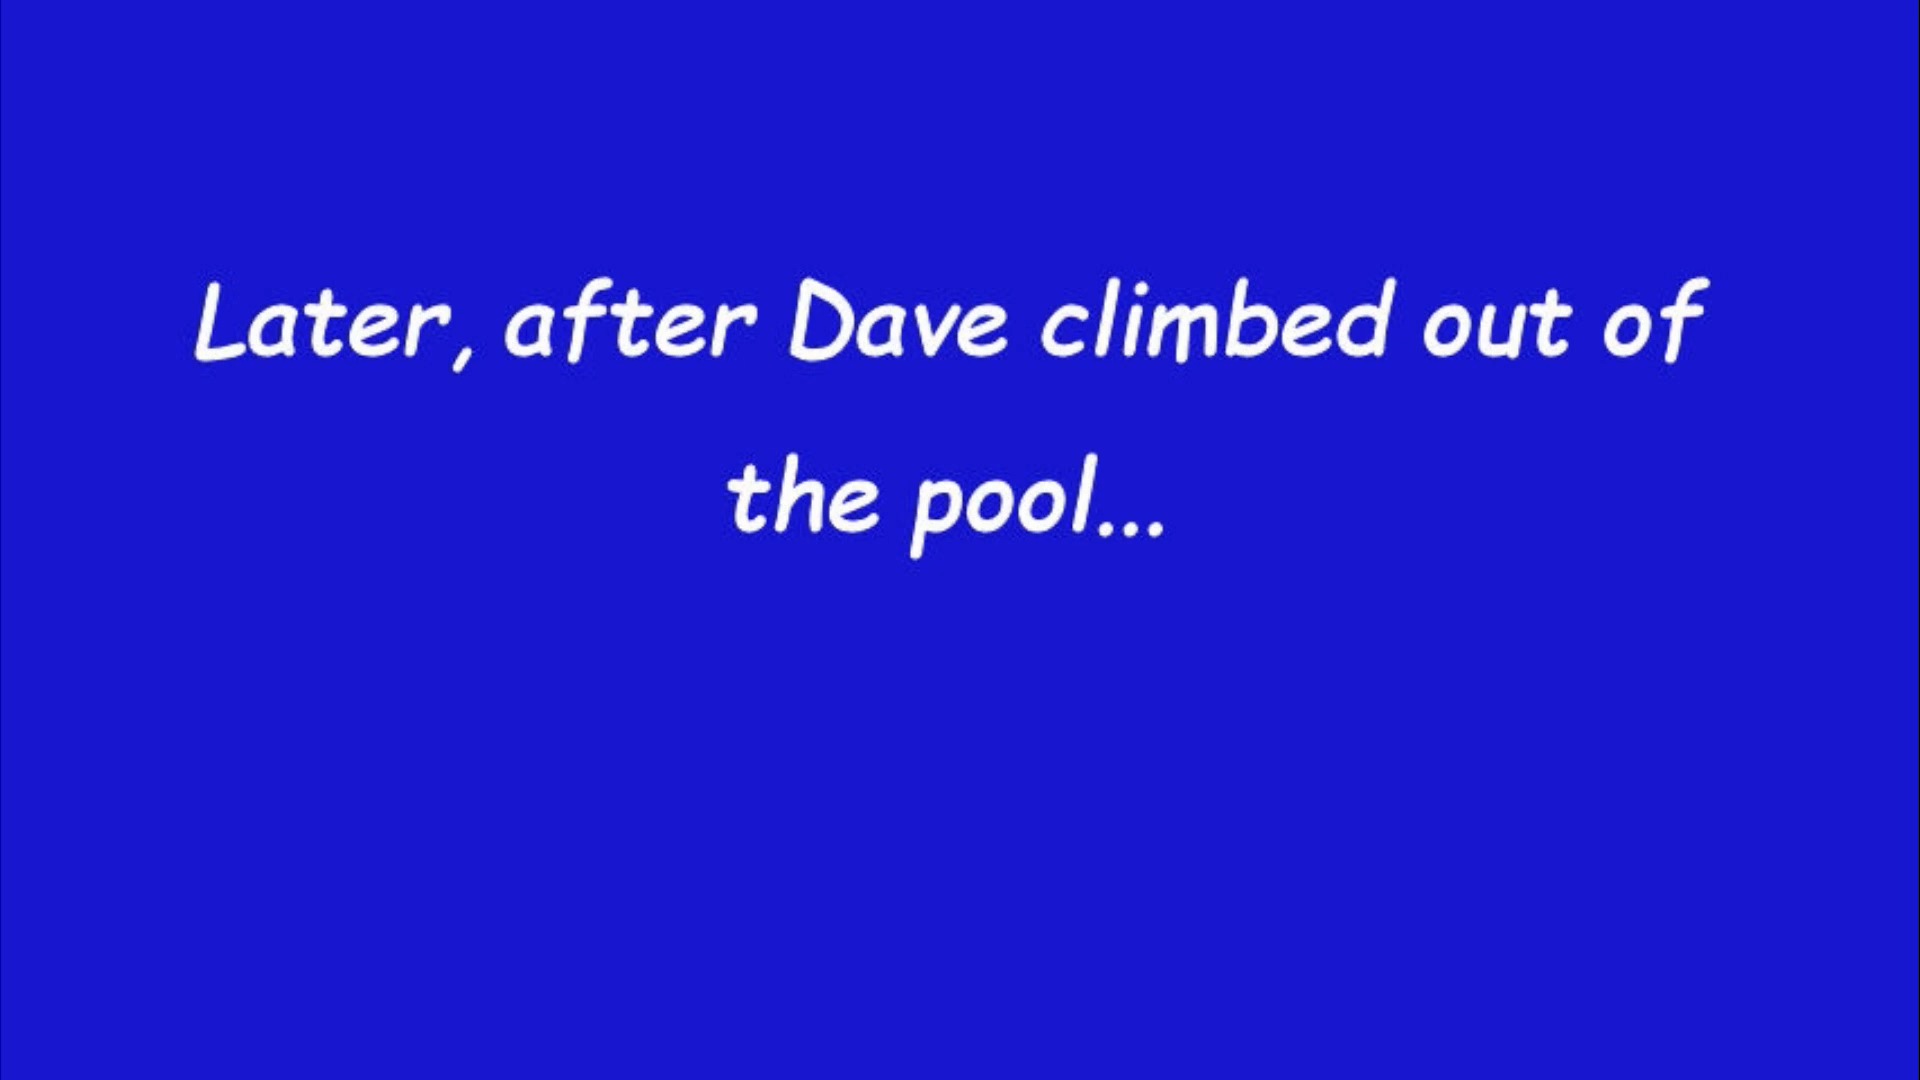 Later, after Dave climbed out of
the pool...